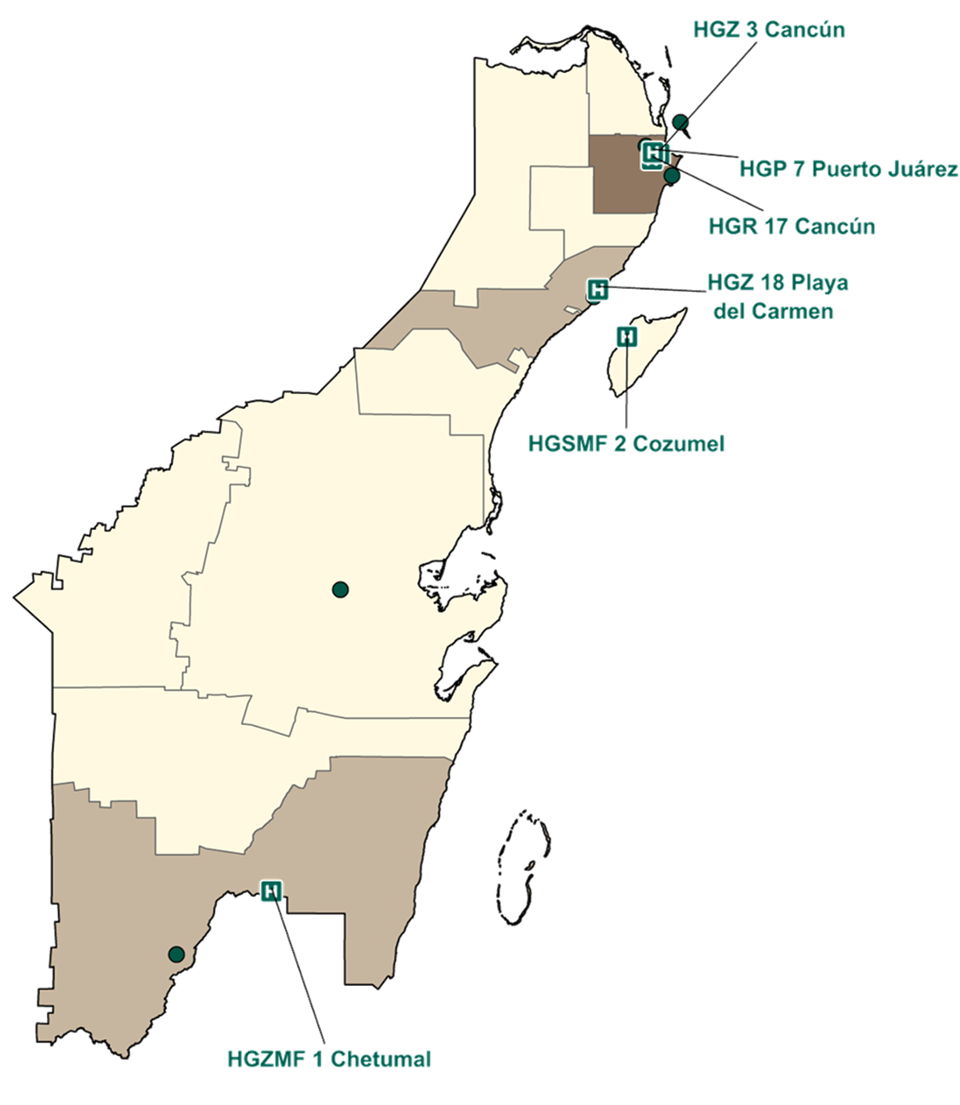 HGZ 3 Cancún
HGP 7 Puerto Juárez
HGR 17 Cancún
HGZ 18 Playa
del Carmen
HGSMF 2 Cozumel
HGZMF 1 Chetumal